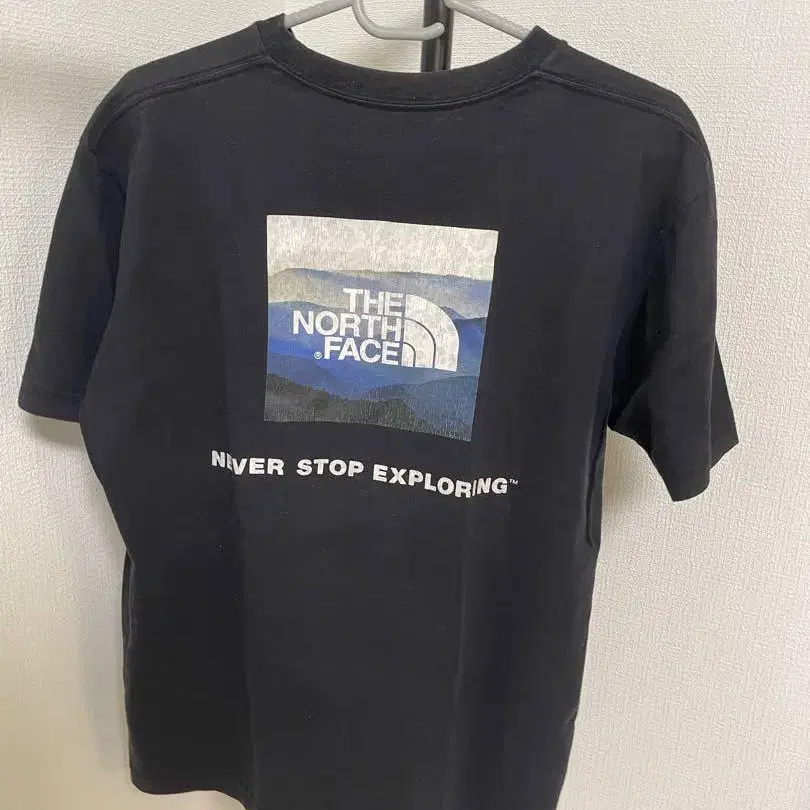 THE
NORTH
® FACE
NEVER STOP EXPLORING™